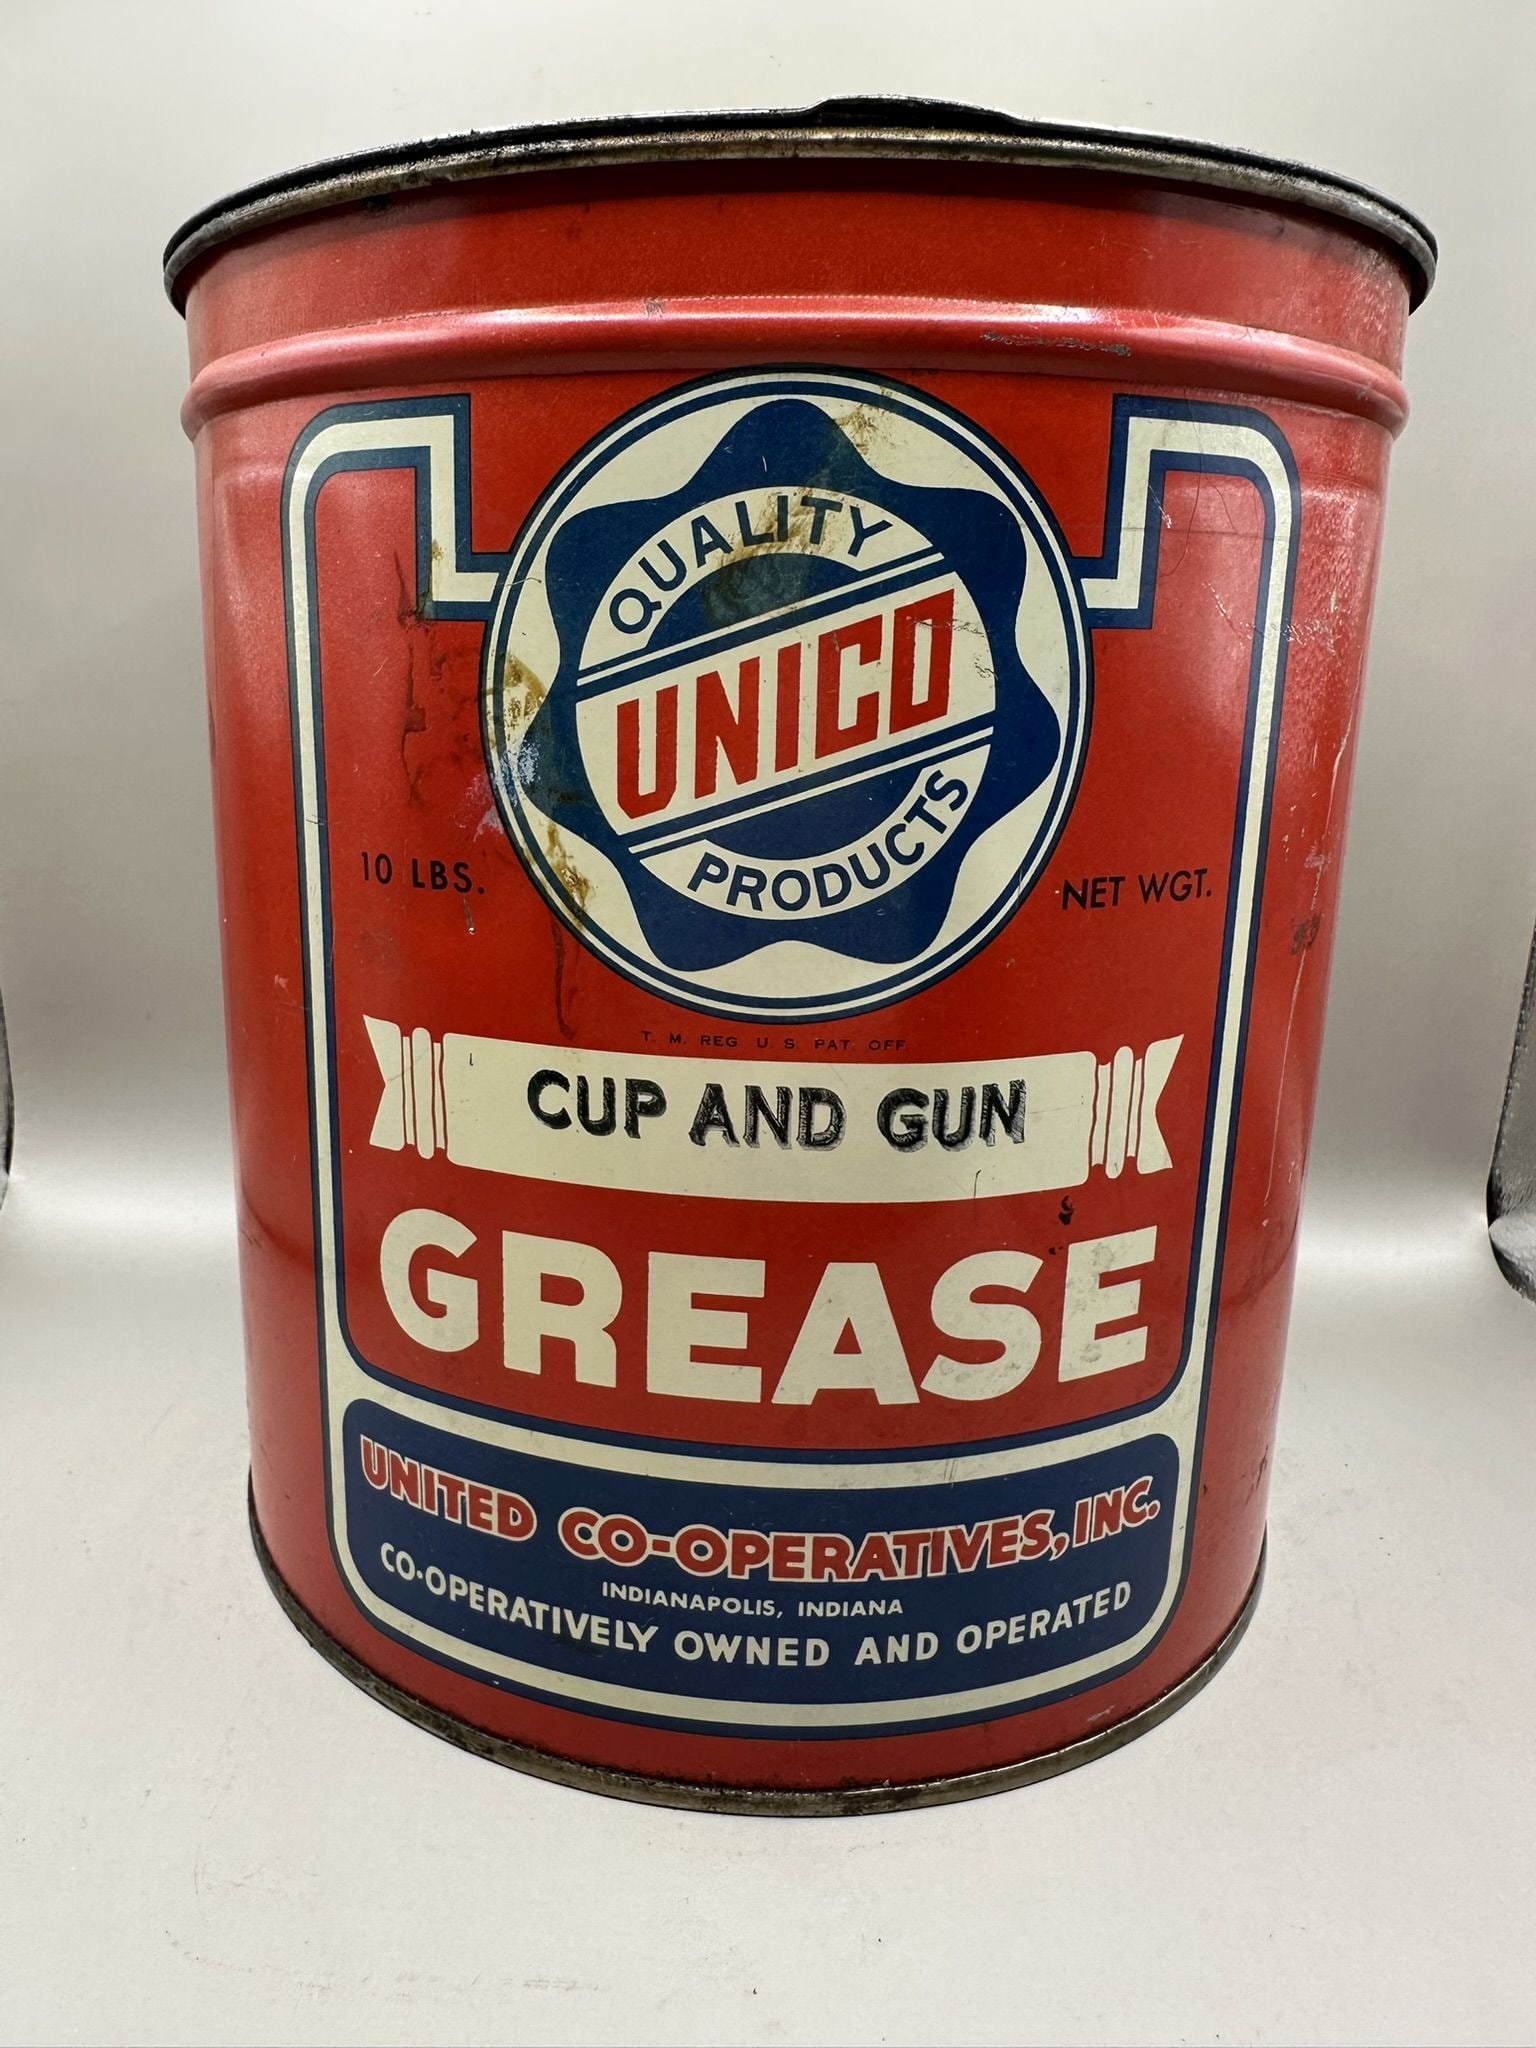 QUALITY
UNICO
PRODUCTS
10 LBS.
NET WGT.
T. M. REG. U. S. PAT. OFF.
CUP AND GUN
GREASE
UNITED CO-OPERATIVES, INC.
INDIANAPOLIS, INDIANA
CO-OPERATIVELY OWNED AND OPERATED